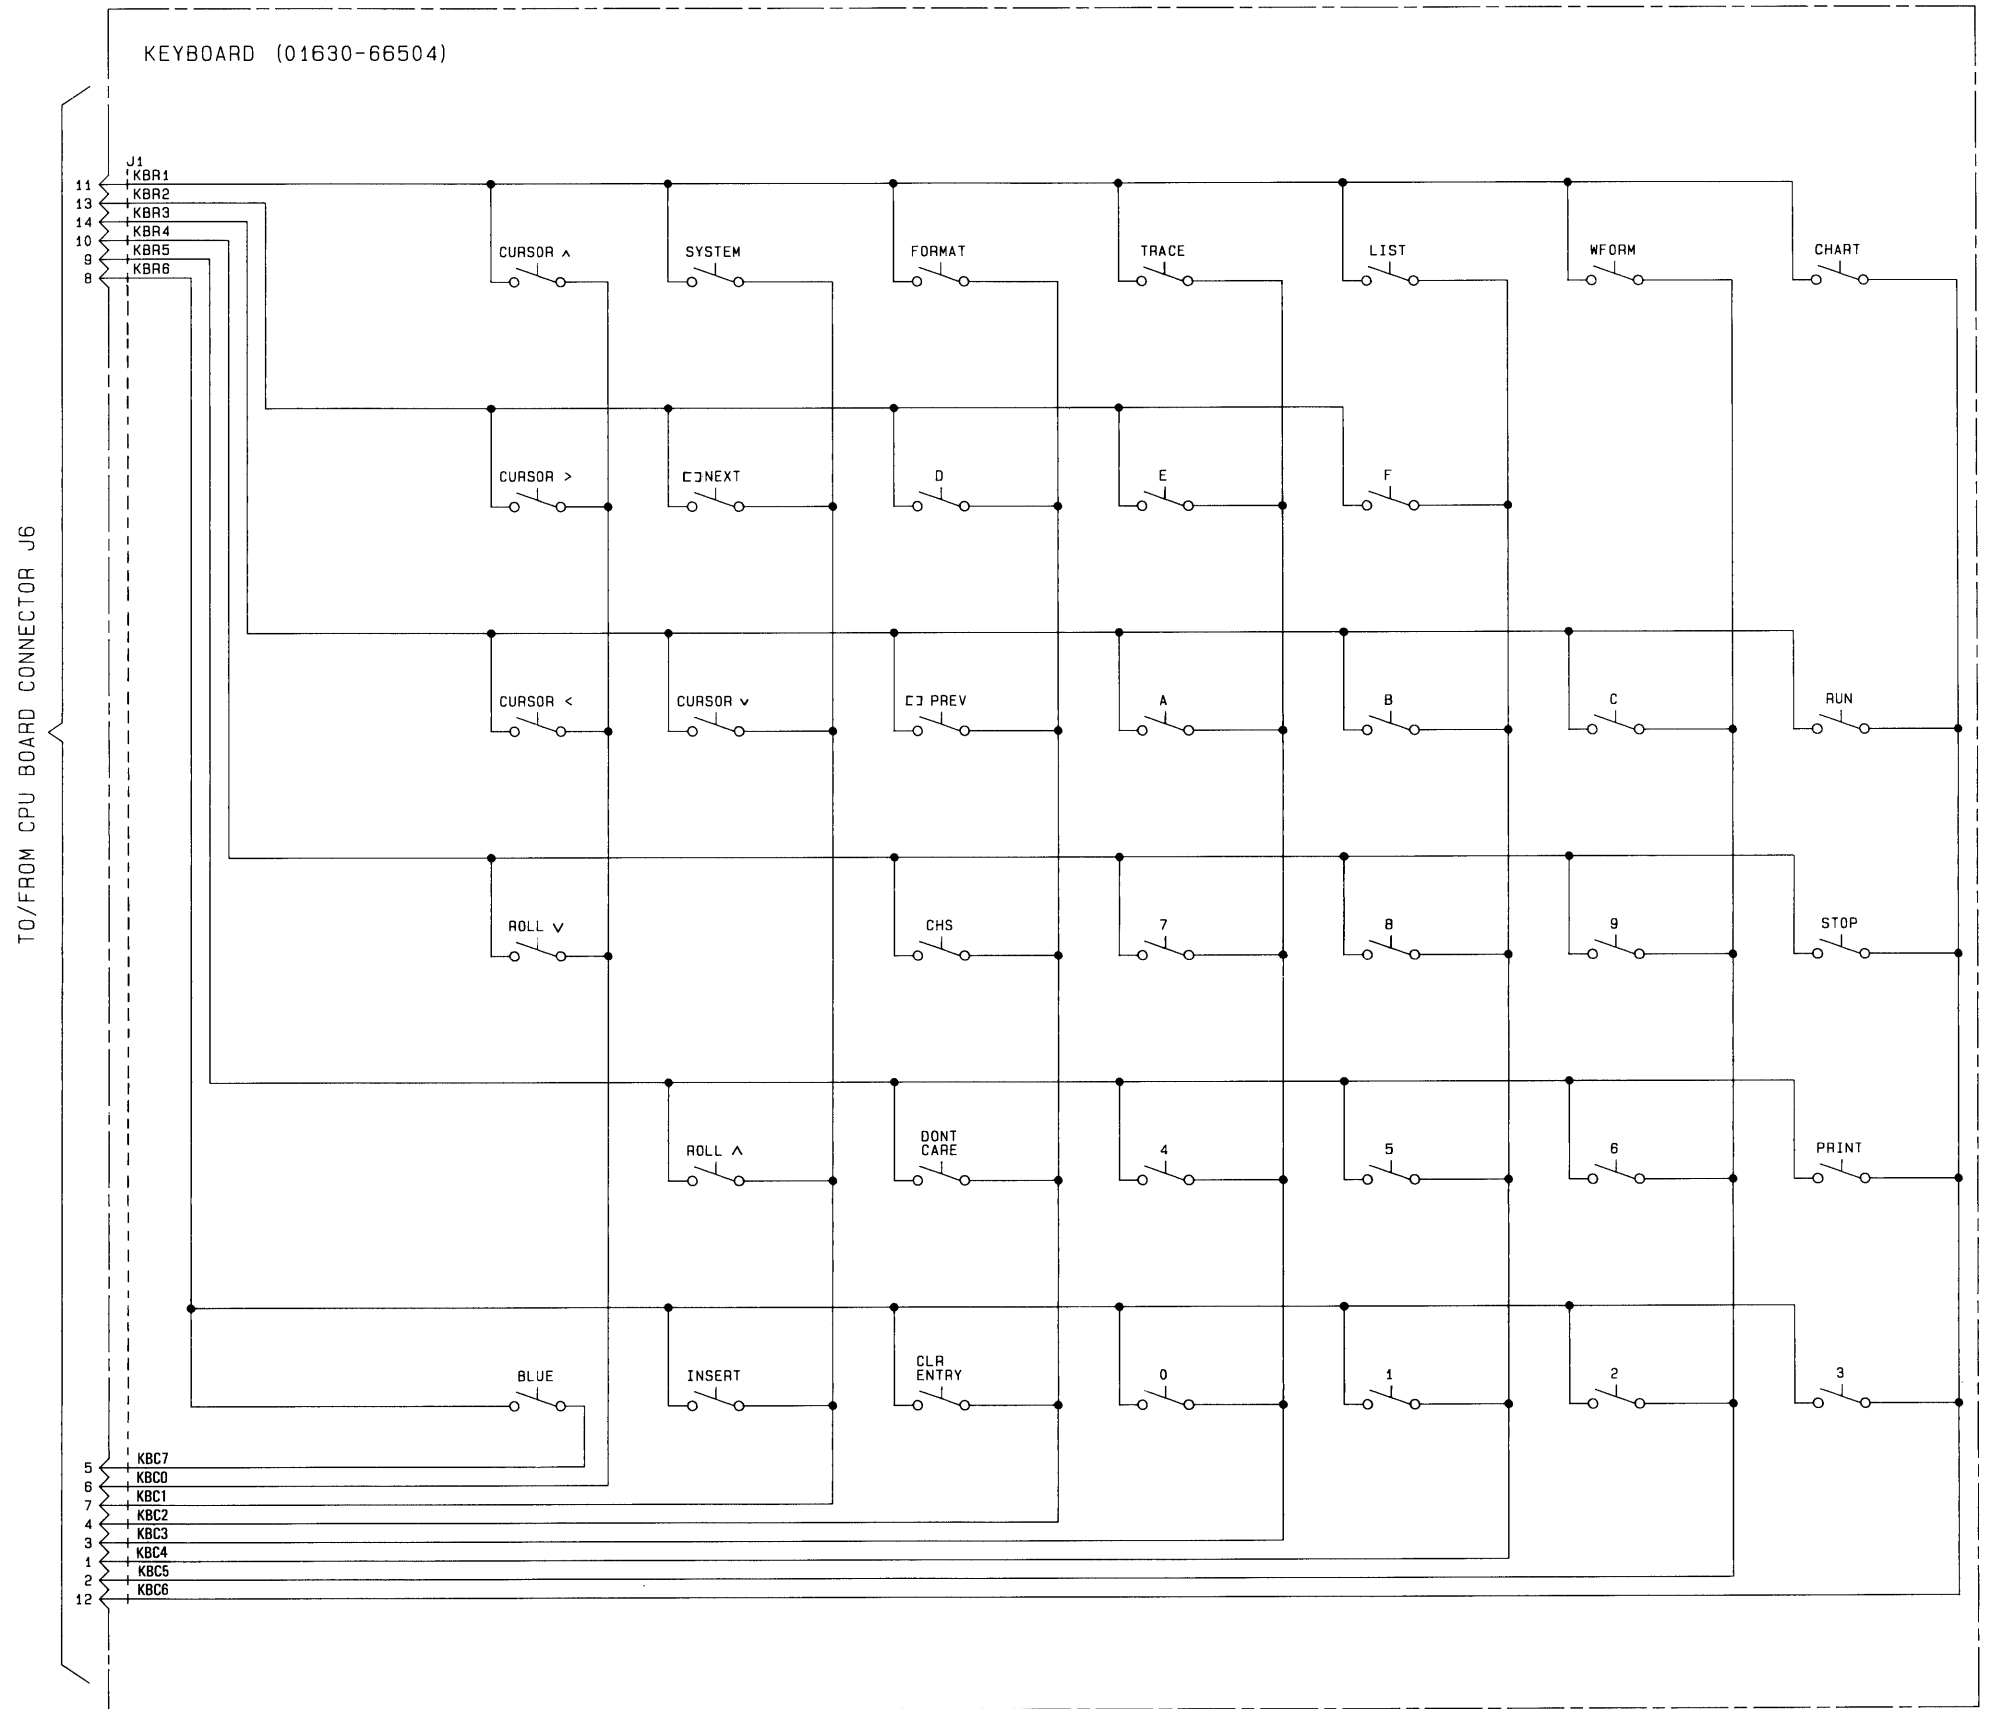 KEYBOARD (01630-66504)
TO/FROM CPU BOARD CONNECTOR J6
J1
11 KBR1
13 KBR2
14 KBR3
10 KBR4
9 KBR5
8 KBR6
CURSOR ^ SYSTEM FORMAT TRACE LIST WFORM CHART
CURSOR > [ ]NEXT D E F
CURSOR < CURSOR v [ ] PREV A B C RUN
ROLL V CHS 7 8 9 STOP
ROLL Λ DONT CARE 4 5 6 PRINT
BLUE INSERT CLR ENTRY 0 1 2 3
5 KBC7
6 KBC0
7 KBC1
4 KBC2
3 KBC3
1 KBC4
2 KBC5
12 KBC6